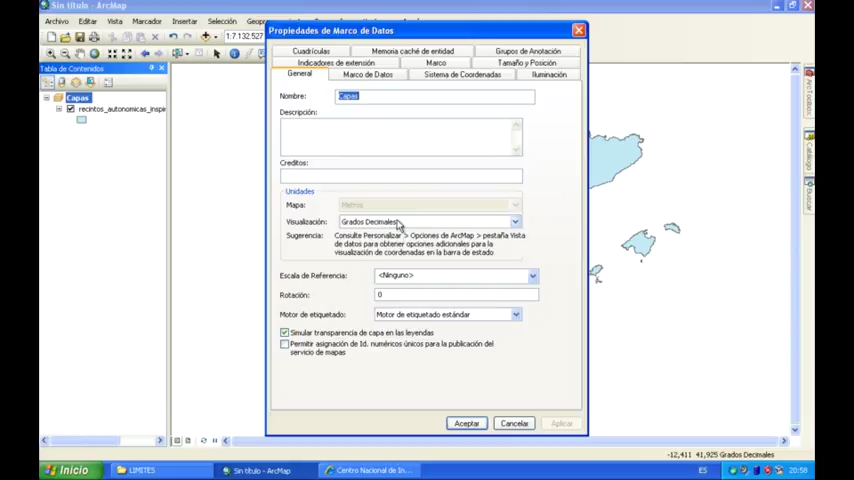 Sin título - ArcMap
Archivo Editar Vista Marcador Insertar Selección
1:7.132.527
Tabla de Contenidos
Capas
recintos_autonomicas_inspir
Propiedades de Marco de Datos
Cuadrículas Memoria caché de entidad Grupos de Anotación
Indicadores de extensión Marco Tamaño y Posición
General Marco de Datos Sistema de Coordenadas Iluminación
Nombre: Capas
Descripción:
Creditos:
Unidades
Mapa: Metros
Visualización: Grados Decimales
Sugerencia: Consulte Personalizar > Opciones de ArcMap > pestaña Vista
de datos para obtener opciones adicionales para la
visualización de coordenadas en la barra de estado
Escala de Referencia: <Ninguno>
Rotación: 0
Motor de etiquetado: Motor de etiquetado estándar
Simular transparencia de capa en las leyendas
Permitir asignación de Id. numéricos únicos para la publicación del
servicio de mapas
Aceptar Cancelar Aplicar
ArcToolbox
Catálogo
Buscar
-12,411 41,925 Grados Decimales
Inicio LIMITES Sin título - ArcMap Centro Nacional de In... ES 20:58